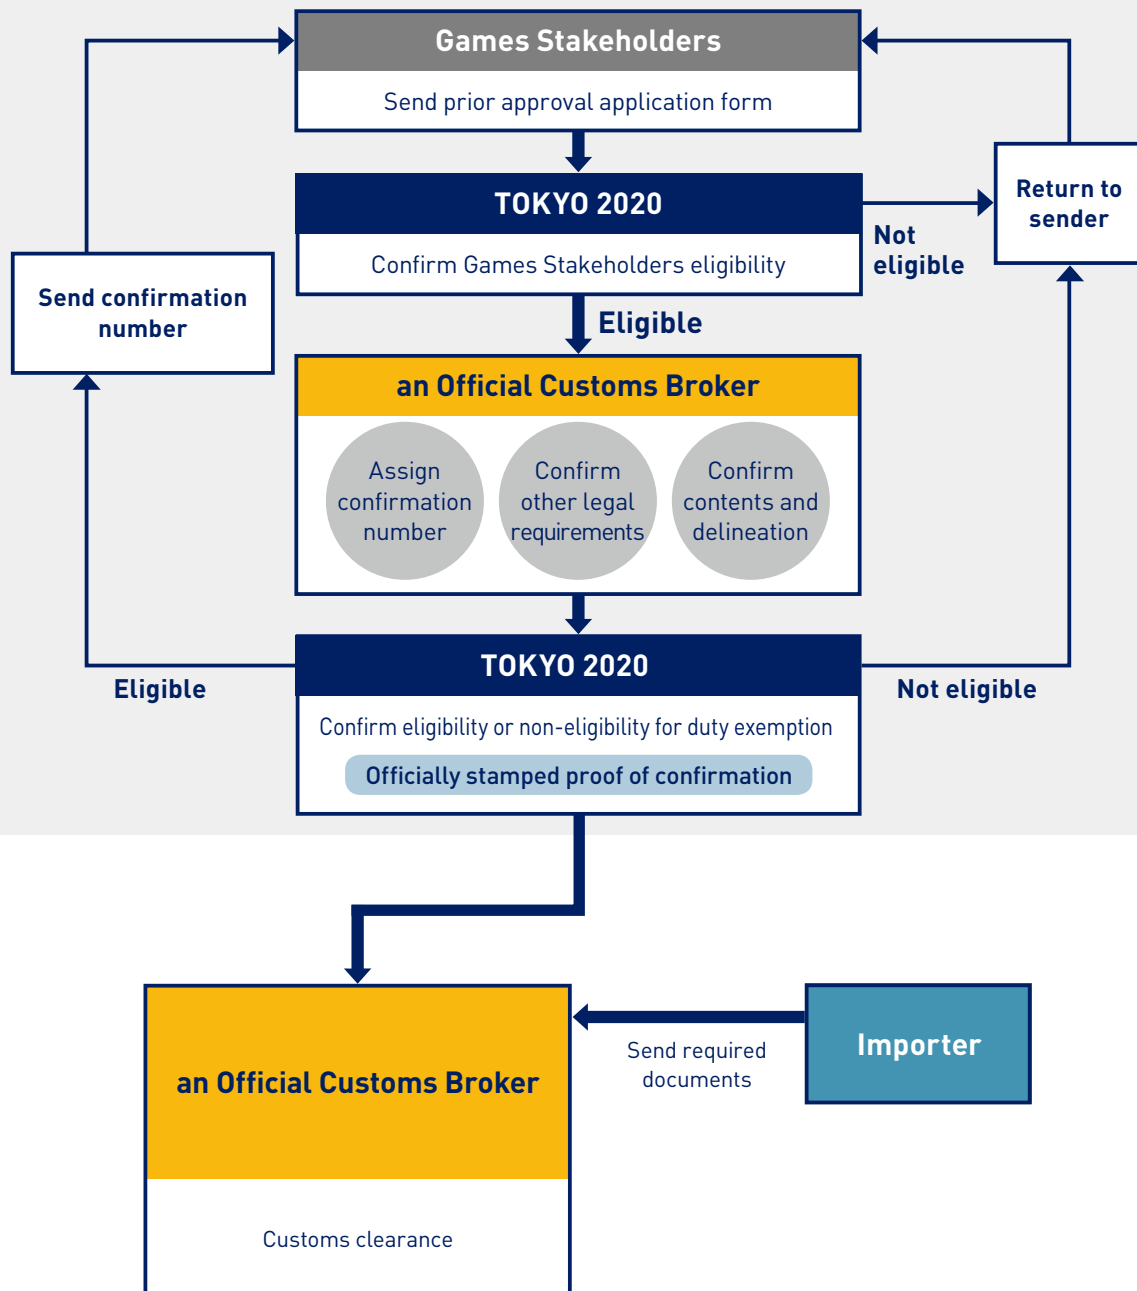 Games Stakeholders
Send prior approval application form
TOKYO 2020
Confirm Games Stakeholders eligibility
Not
eligible
Return to
sender
Send confirmation
number
Eligible
an Official Customs Broker
Assign
confirmation
number
Confirm
other legal
requirements
Confirm
contents and
delineation
TOKYO 2020
Eligible
Not eligible
Confirm eligibility or non-eligibility for duty exemption
Officially stamped proof of confirmation
an Official Customs Broker
Send required
documents
Importer
Customs clearance